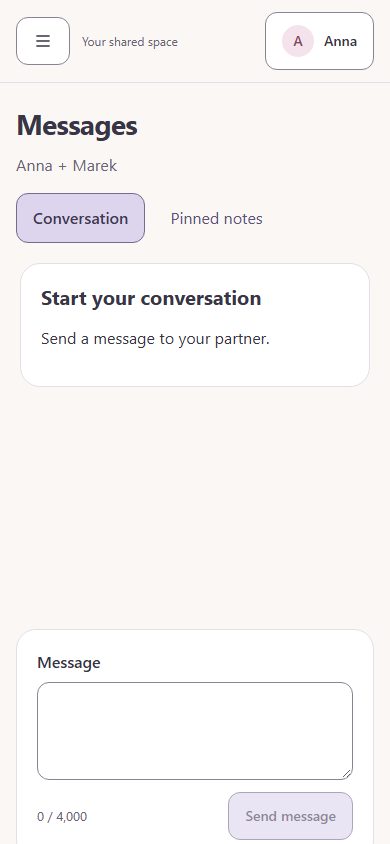 Your shared space
A Anna
Messages
Anna + Marek
Conversation Pinned notes
Start your conversation
Send a message to your partner.
Message
0 / 4,000 Send message